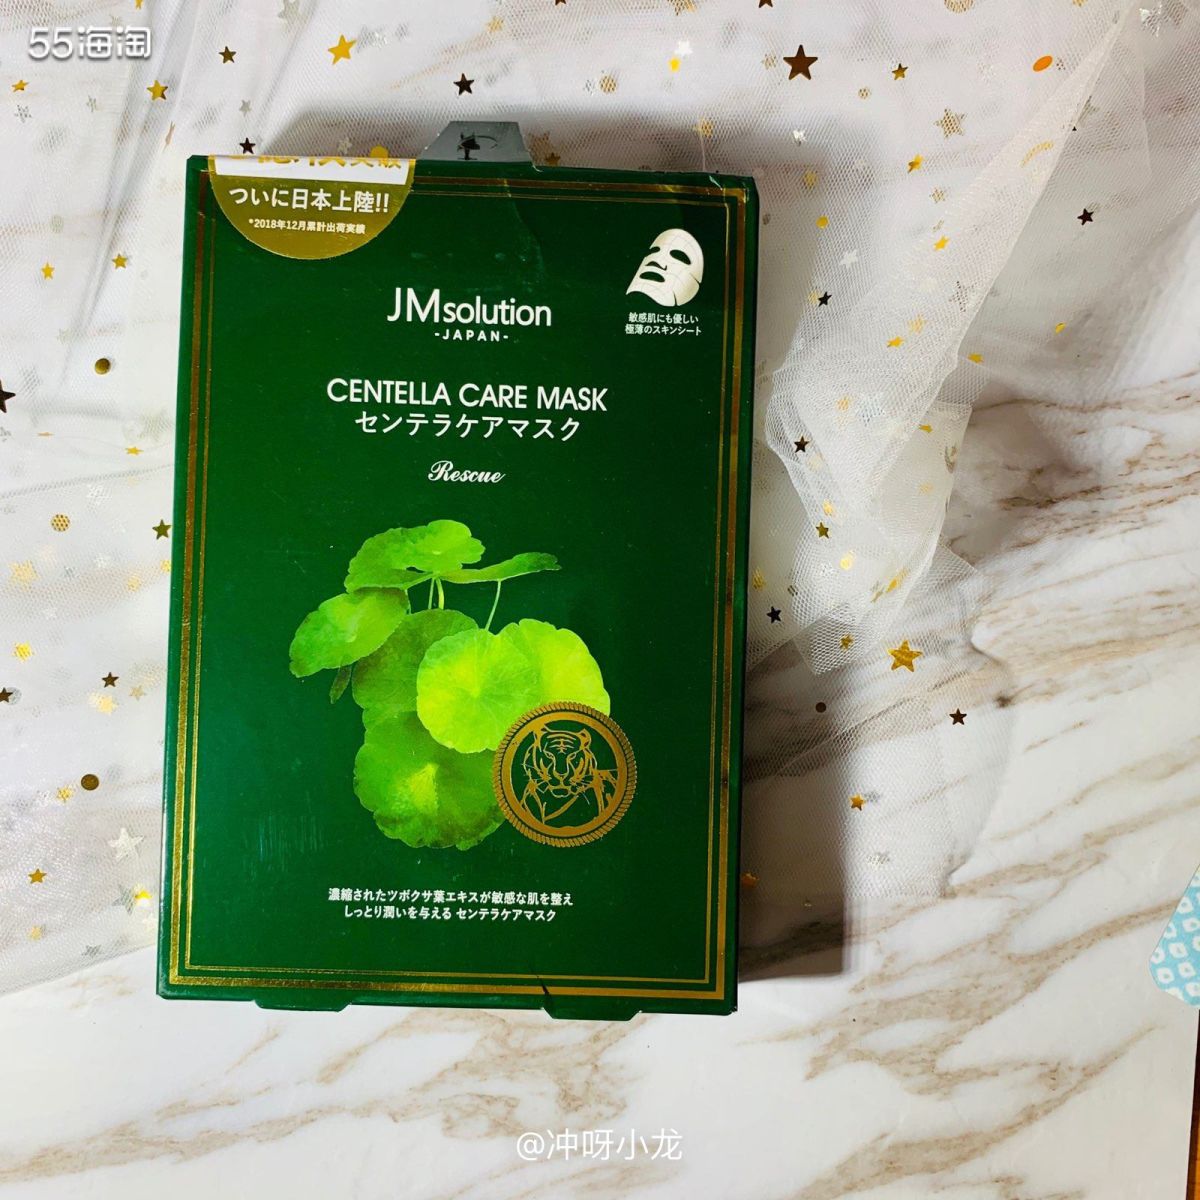 55海淘
ついに日本上陸!!
*2018年12月累計出荷実績
JMsolution
-JAPAN-
敏感肌にも優しい
極薄のスキンシート
CENTELLA CARE MASK
センテラケアマスク
Rescue
濃縮されたツボクサ葉エキスが敏感な肌を整え
しっとり潤いを与える センテラケアマスク
@冲呀小龙